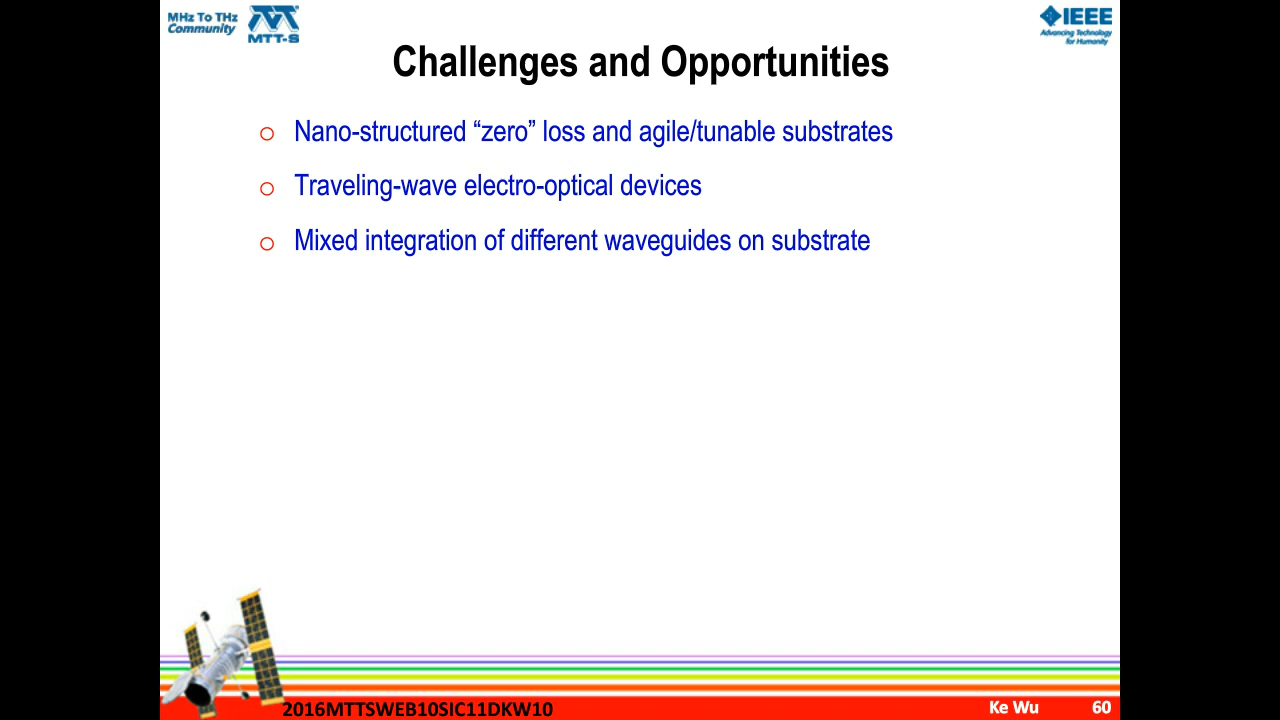 MHz To THz
Community
MTT-S
IEEE
Advancing Technology
for Humanity
Challenges and Opportunities
Nano-structured “zero” loss and agile/tunable substrates
Traveling-wave electro-optical devices
Mixed integration of different waveguides on substrate
2016MTTSWEB10SIC11DKW10
Ke Wu
60